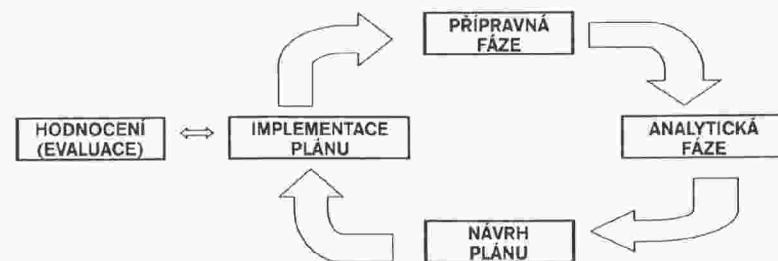 PŘÍPRAVNÁ
FÁZE
HODNOCENÍ
(EVALUACE)
IMPLEMENTACE
PLÁNU
ANALYTICKÁ
FÁZE
NÁVRH
PLÁNU